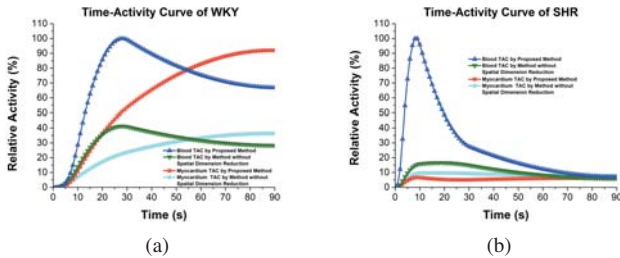 Time-Activity Curve of WKY
Relative Activity (%)
110
100
90
80
70
60
50
40
30
20
10
0
0 10 20 30 40 50 60 70 80 90
Time (s)
Blood TAC by Proposed Method
Blood TAC by Method without
Spatial Dimension Reduction
Myocardium TAC by Proposed Method
Myocardium TAC by Method without
Spatial Dimension Reduction
(a)
Time-Activity Curve of SHR
Relative Activity (%)
110
100
90
80
70
60
50
40
30
20
10
0
0 10 20 30 40 50 60 70 80 90
Time (s)
Blood TAC by Proposed Method
Blood TAC by Method without
Spatial Dimension Reduction
Myocardium TAC by Proposed Method
Myocardium TAC by Method without
Spatial Dimension Reduction
(b)